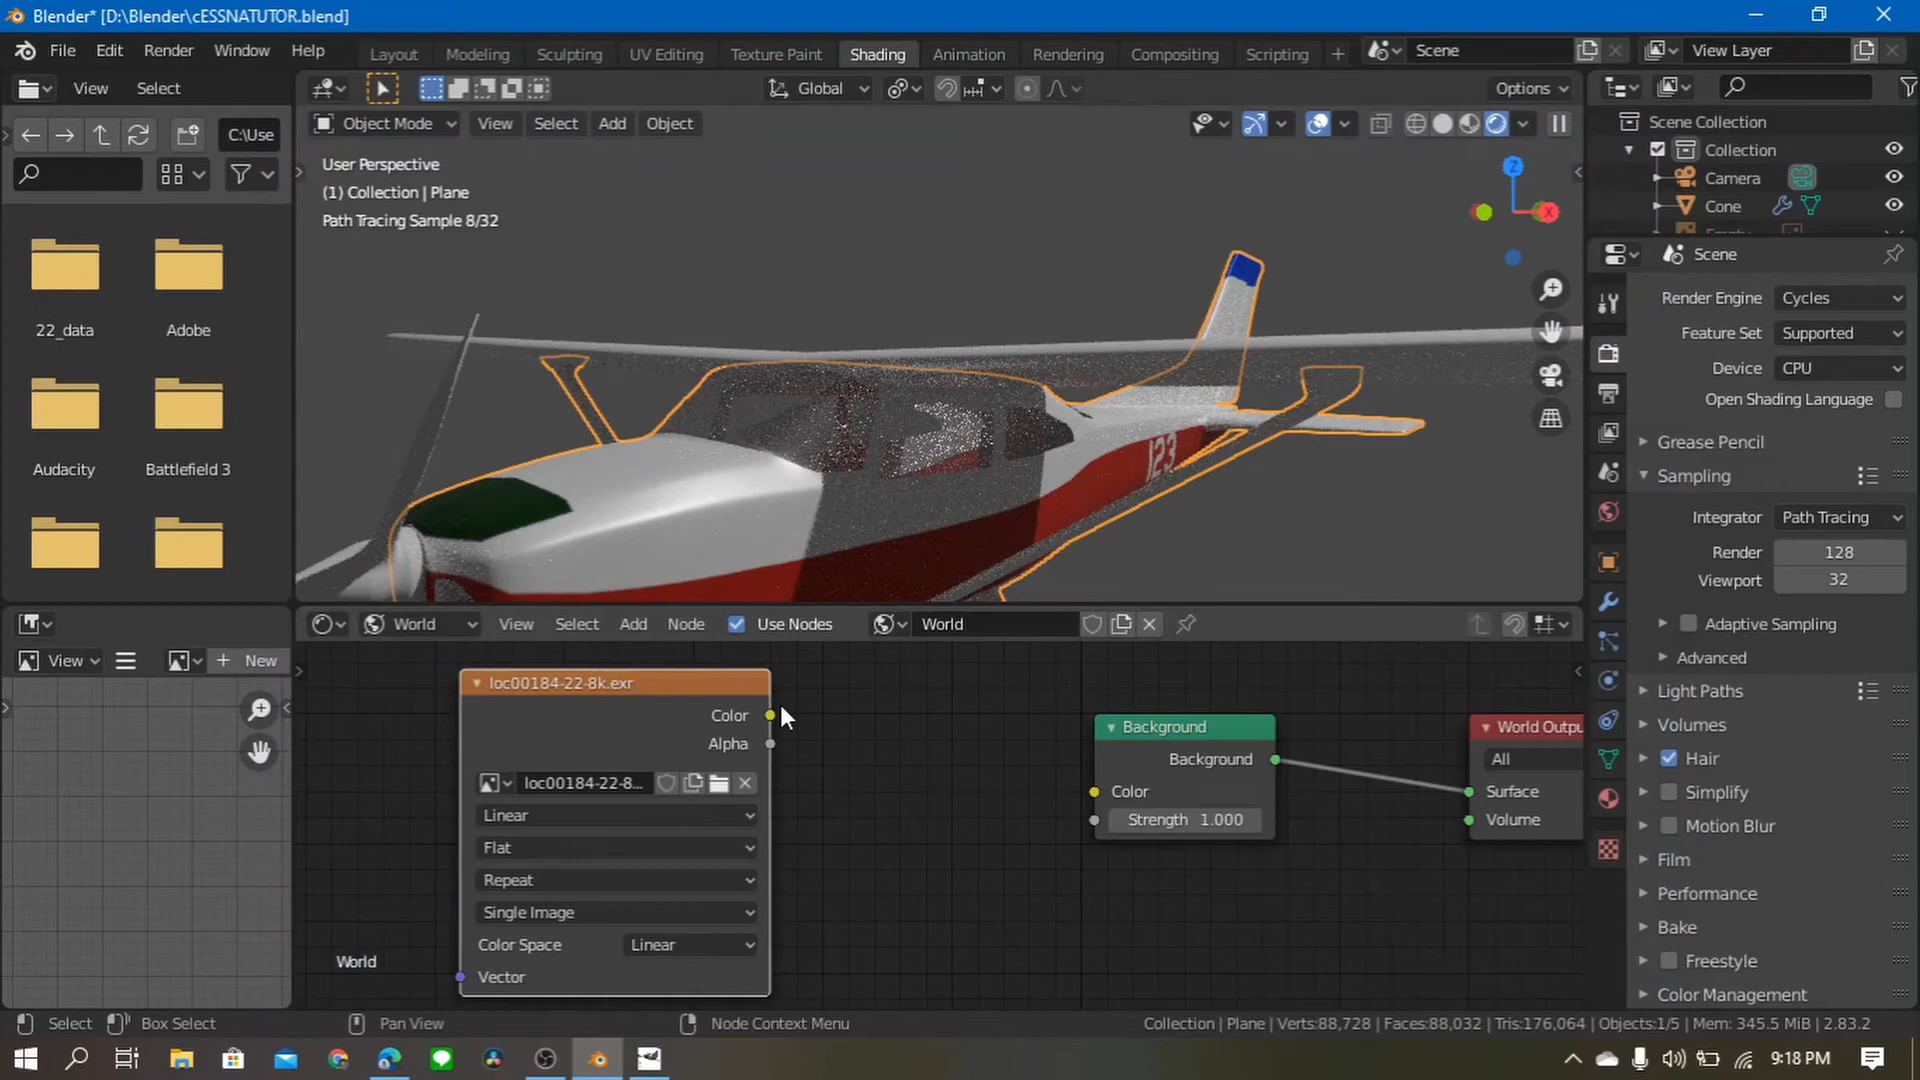 Blender* [D:\Blender\cESSNATUTOR.blend]
File Edit Render Window Help
Layout Modeling Sculpting UV Editing Texture Paint Shading Animation Rendering Compositing Scripting +
Scene
View Layer
View Select
Global
Options
C:\Use
Object Mode View Select Add Object
User Perspective
(1) Collection | Plane
Path Tracing Sample 8/32
Z
X
123
22_data
Adobe
Audacity
Battlefield 3
Scene Collection
Collection
Camera
Cone
Scene
Render Engine Cycles
Feature Set Supported
Device CPU
Open Shading Language
Grease Pencil
Sampling
Integrator Path Tracing
Render 128
Viewport 32
Adaptive Sampling
Advanced
Light Paths
Volumes
Hair
Simplify
Motion Blur
Film
Performance
Bake
Freestyle
Color Management
View
+ New
World View Select Add Node Use Nodes World
loc00184-22-8k.exr
Color
Alpha
loc00184-22-8...
Linear
Flat
Repeat
Single Image
Color Space Linear
Vector
Background
Background
Color
Strength 1.000
World Outpu
All
Surface
Volume
World
Select Box Select Pan View Node Context Menu
Collection | Plane | Verts:88,728 | Faces:88,032 | Tris:176,064 | Objects:1/5 | Mem: 345.5 MiB | 2.83.2
9:18 PM